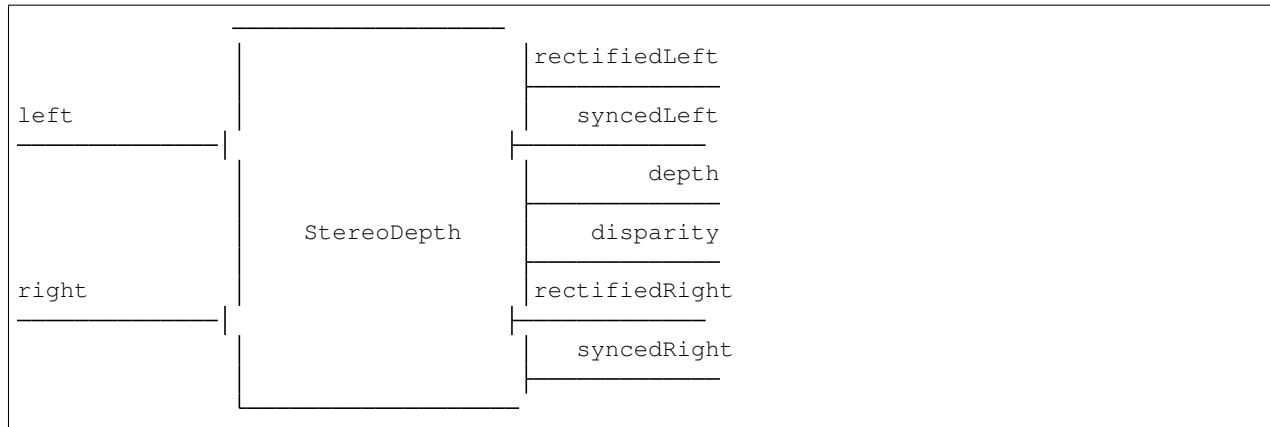 rectifiedLeft
left syncedLeft
depth
StereoDepth disparity
right rectifiedRight
syncedRight